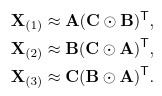 X₍₁₎ ≈ A(C ⊙ B)ᵀ,
X₍₂₎ ≈ B(C ⊙ A)ᵀ,
X₍₃₎ ≈ C(B ⊙ A)ᵀ.